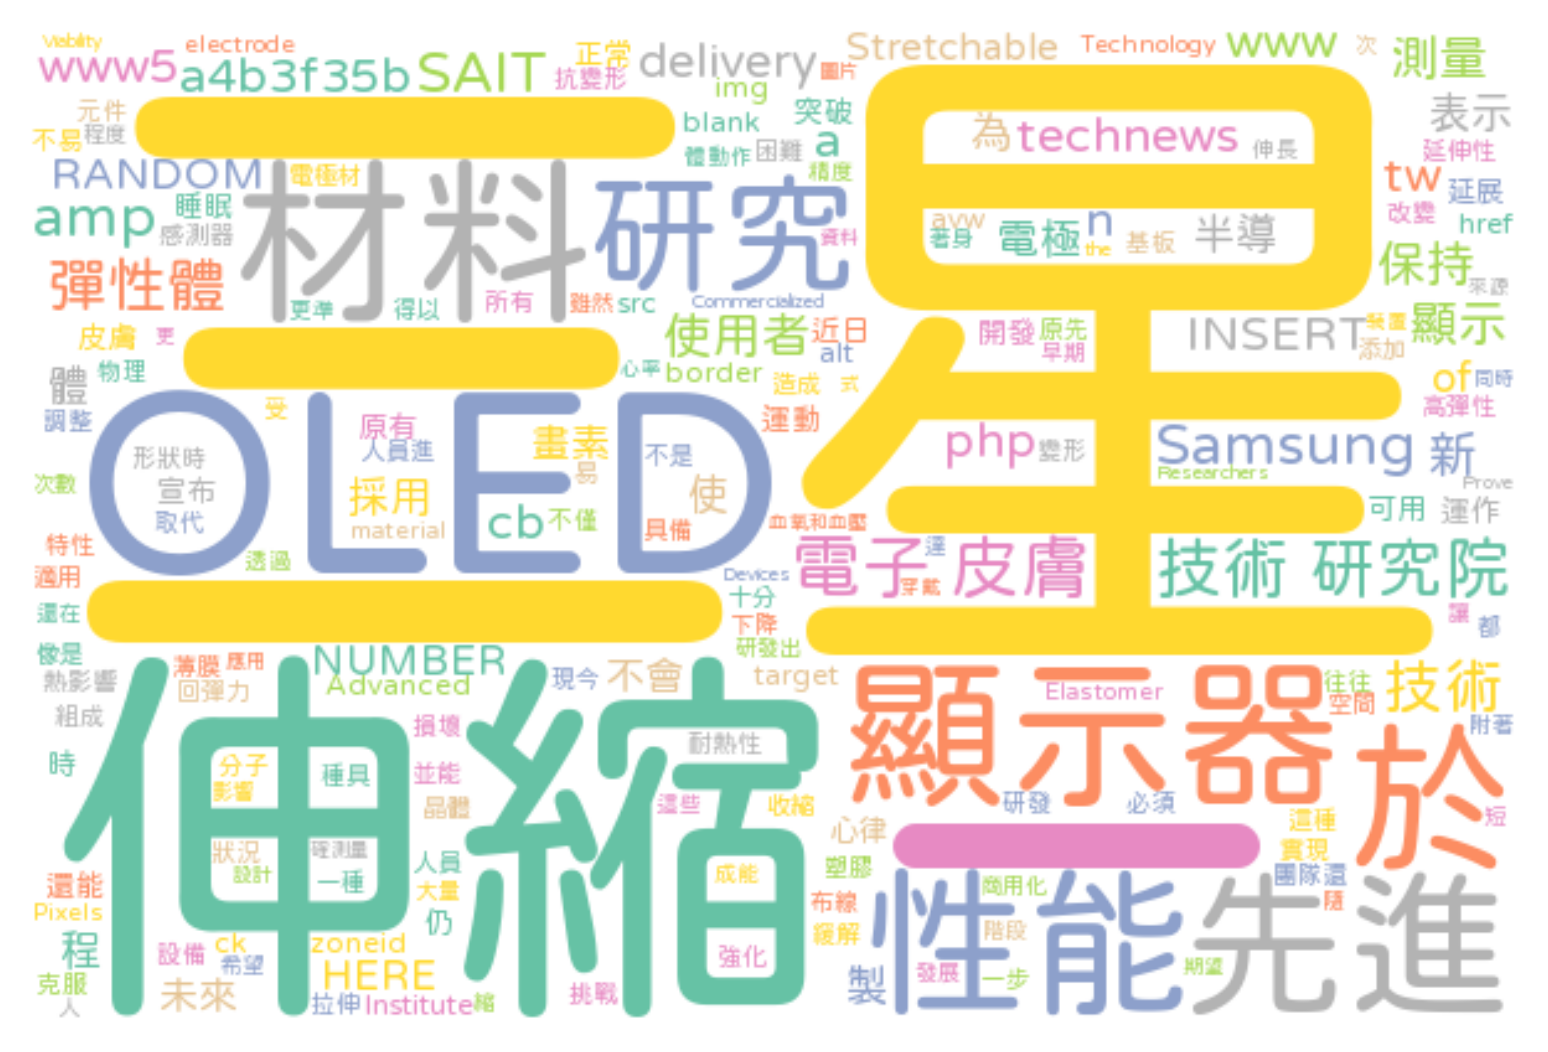 Viability electrode 正常 delivery Stretchable Technology www 次 測量
www5 a4b3f35b SAIT 抗變形 img 圖片
元件 不易 程度 blank 突破 a 為 technews 伸長 表示 延伸性
三星
RANDOM 電極材 體動作 困難 精度 tw 延展 改變 href
amp 睡眠 感測器 材料 研究 資料 avw 著身 電極 n the 基板 半導
彈性體 更準 得以 所有 雖然 src Commercialized 保持 來源
皮膚 更 使用者 近日 alt 開發 原先 早期 INSERT 裝置 添加 顯示
體 物理 心率 border 造成 式 of 同時 高彈性
調整 受 OLED 原有 人員進 畫素 易 不是 運動 php 變形 Samsung 新
形狀時 宣布 取代 採用 material cb 不僅 使 具備 Researchers Prove
次數 特性 透過 血氧和血壓 可用 運作
適用 還在 Devices 十分 下降 研發出 電子皮膚 達 穿戴 技術 研究院 讓 都
像是 熱影響 薄膜 應用 回彈力 NUMBER Advanced 現今 不會 target 顯示器 Elastomer 往往 空間 技術 附著
組成 時 伸縮 損壞 耐熱性 研發 必須 於 短
分子 影響 種具 並能 晶體 這些 收縮 心律 一 這種 實現
狀況 設計 確測量 一種 人員 大量 仍 成能 塑膠 團隊還 隨
還能 Pixels 布線 緩解 性能 商用化 階段 先進
程 設備 ck 希望 zoneid HERE 強化 製 發展 一步 期望
克服 人 未來 拉伸 Institute 縮 挑戰